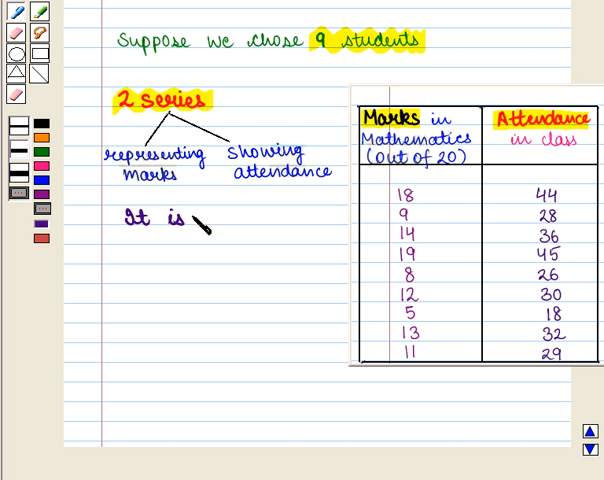 Suppose we chose 9 students
2 series
representing marks
showing attendance
It is
Marks in Mathematics (out of 20)
Attendance in class
18 44
9 28
14 36
19 45
8 26
12 30
5 18
13 32
11 29